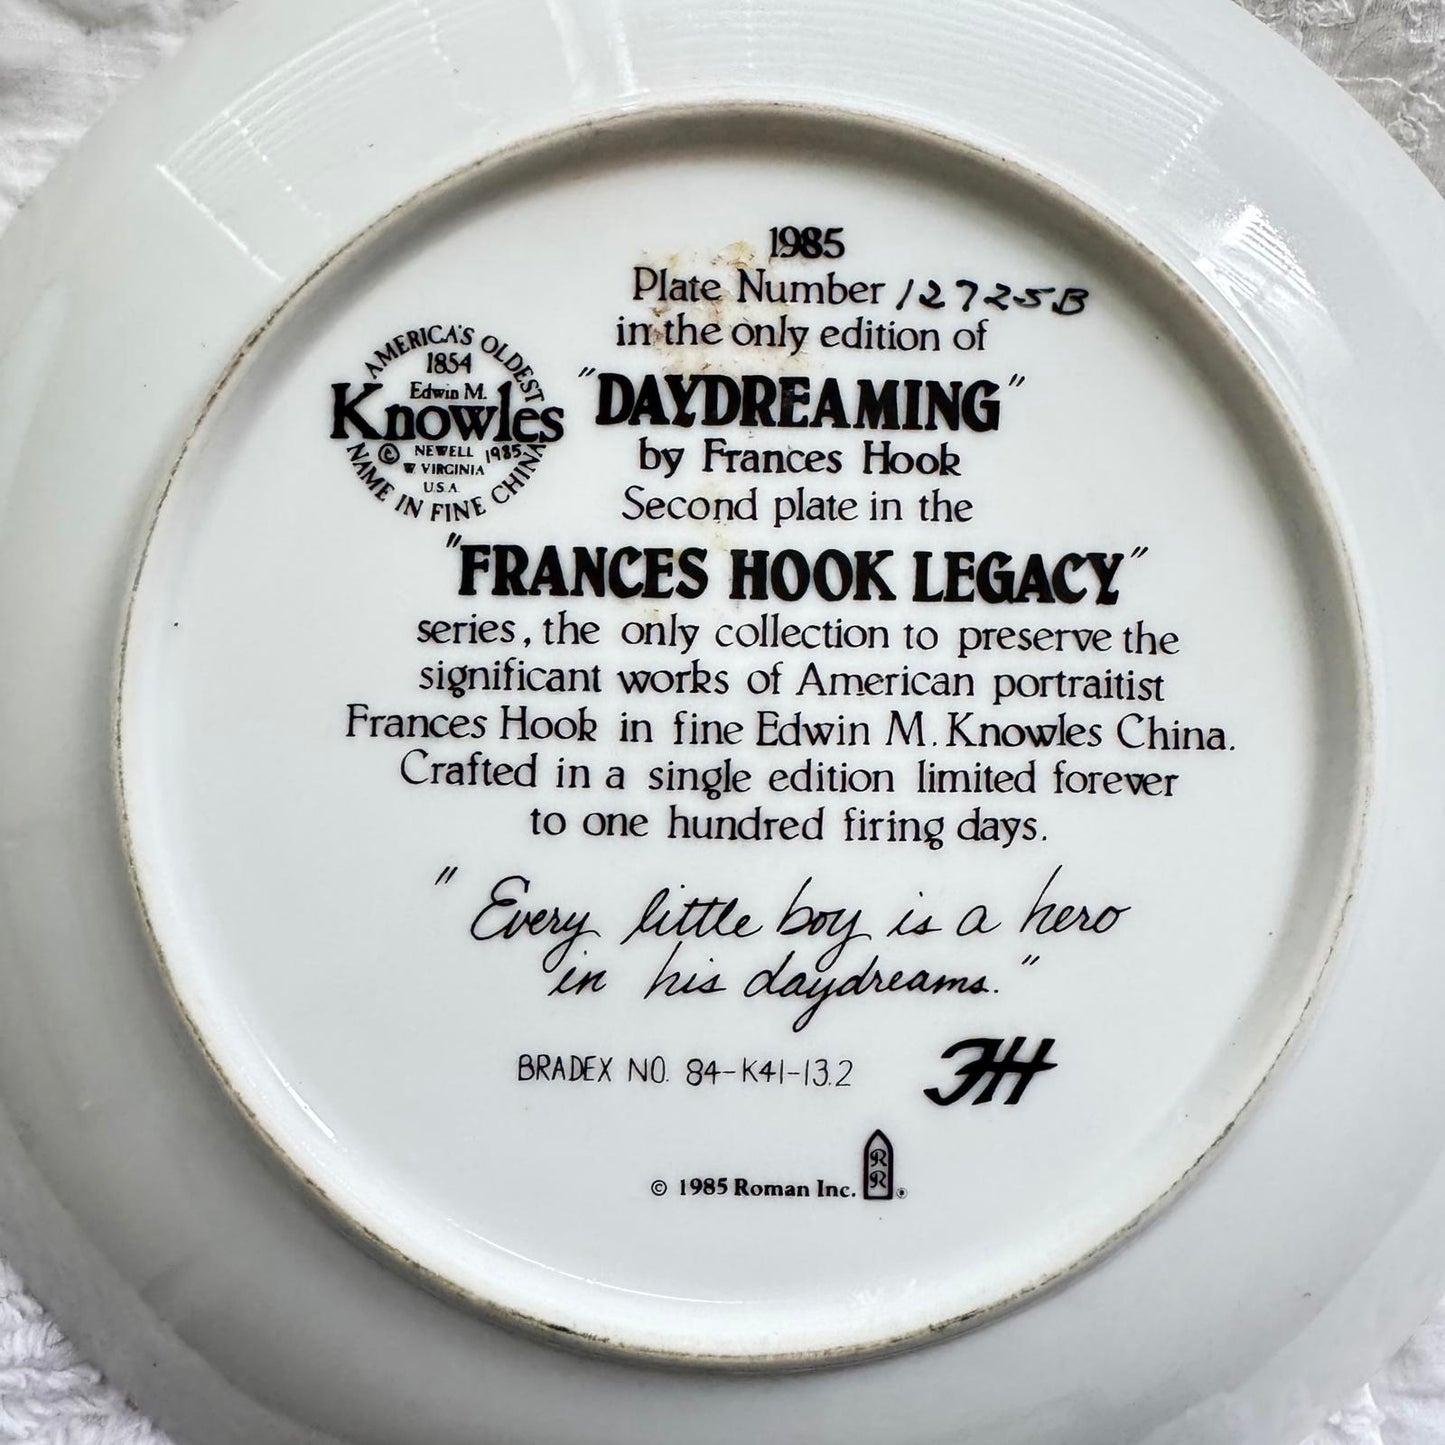 1985
Plate Number 12725B
in the only edition of
"DAYDREAMING"
by Frances Hook
Second plate in the
"FRANCES HOOK LEGACY"
series, the only collection to preserve the
significant works of American portraitist
Frances Hook in fine Edwin M. Knowles China.
Crafted in a single edition limited forever
to one hundred firing days.
"Every little boy is a hero
in his daydreams."
BRADEX NO. 84-K41-13.2
FH
© 1985 Roman Inc.
R
R
®
AMERICA'S OLDEST
1854
Edwin M.
Knowles
© NEWELL 1985
W VIRGINIA
U.S.A.
NAME IN FINE CHINA